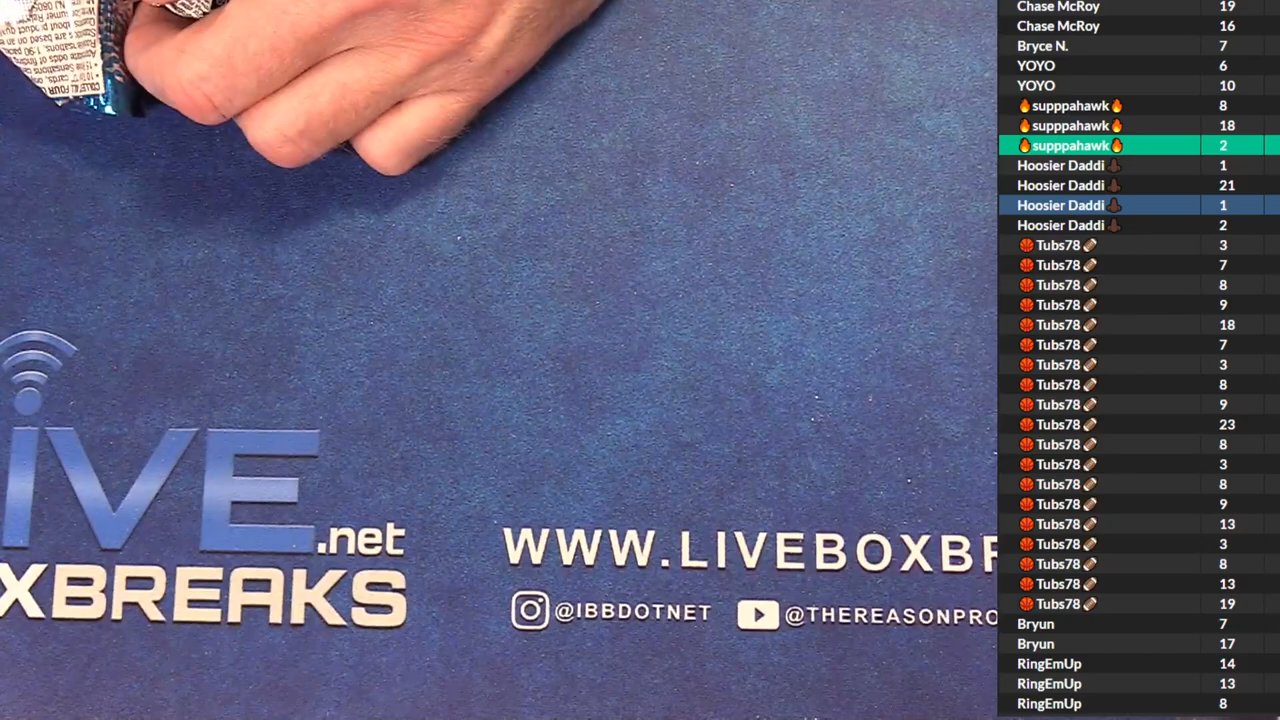 Chase McRoy 19
Chase McRoy 16
Bryce N. 7
YOYO 6
YOYO 10
🔥supppahawk🔥 8
🔥supppahawk🔥 18
🔥supppahawk🔥 2
Hoosier Daddi 1
Hoosier Daddi 21
Hoosier Daddi 1
Hoosier Daddi 2
🏀 Tubs78 🏈 3
🏀 Tubs78 🏈 7
🏀 Tubs78 🏈 8
🏀 Tubs78 🏈 9
🏀 Tubs78 🏈 18
🏀 Tubs78 🏈 7
🏀 Tubs78 🏈 3
🏀 Tubs78 🏈 8
🏀 Tubs78 🏈 9
🏀 Tubs78 🏈 23
🏀 Tubs78 🏈 8
🏀 Tubs78 🏈 3
🏀 Tubs78 🏈 8
🏀 Tubs78 🏈 9
🏀 Tubs78 🏈 13
🏀 Tubs78 🏈 3
🏀 Tubs78 🏈 8
🏀 Tubs78 🏈 13
🏀 Tubs78 🏈 19
Bryun 7
Bryun 17
RingEmUp 14
RingEmUp 13
RingEmUp 8
iVE.net
XBREAKS
WWW.LIVEBOXBR
@IBBDOTNET @THEREASONPRO